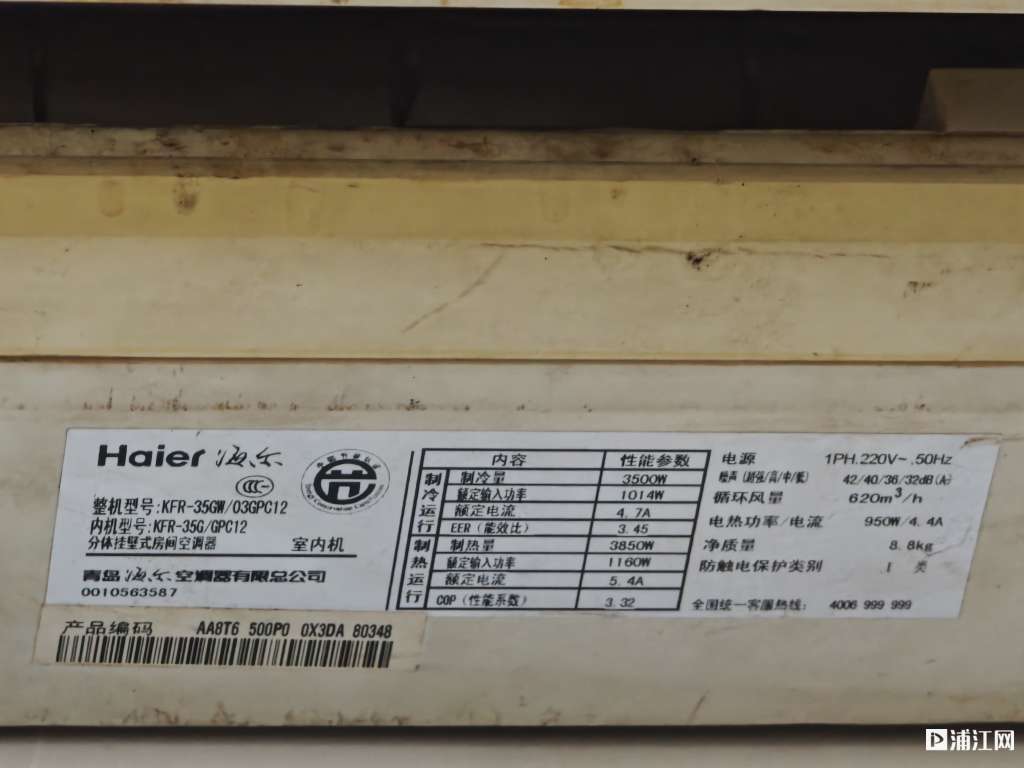 Haier 海尔
整机型号:KFR-35GW/03GPC12
内机型号:KFR-35G/GPC12
分体挂壁式房间空调器 室内机
青岛海尔空调器有限总公司
0010563587
产品编码 AA8T6 500P0 0X3DA 80348
内容 性能参数
制冷运行
制冷量 3500W
额定输入功率 1014W
额定电流 4.7A
EER (能效比) 3.45
制热运行
制热量 3850W
额定输入功率 1160W
额定电流 5.4A
COP (性能系数) 3.32
电源 1PH.220V~.50Hz
噪声 (超强/高/中/低) 42/40/36/32dB(A)
循环风量 620m³/h
电热功率/电流 950W/4.4A
净质量 8.8kg
防触电保护类别 I 类
全国统一客服热线: 4006 999 999
浦江网